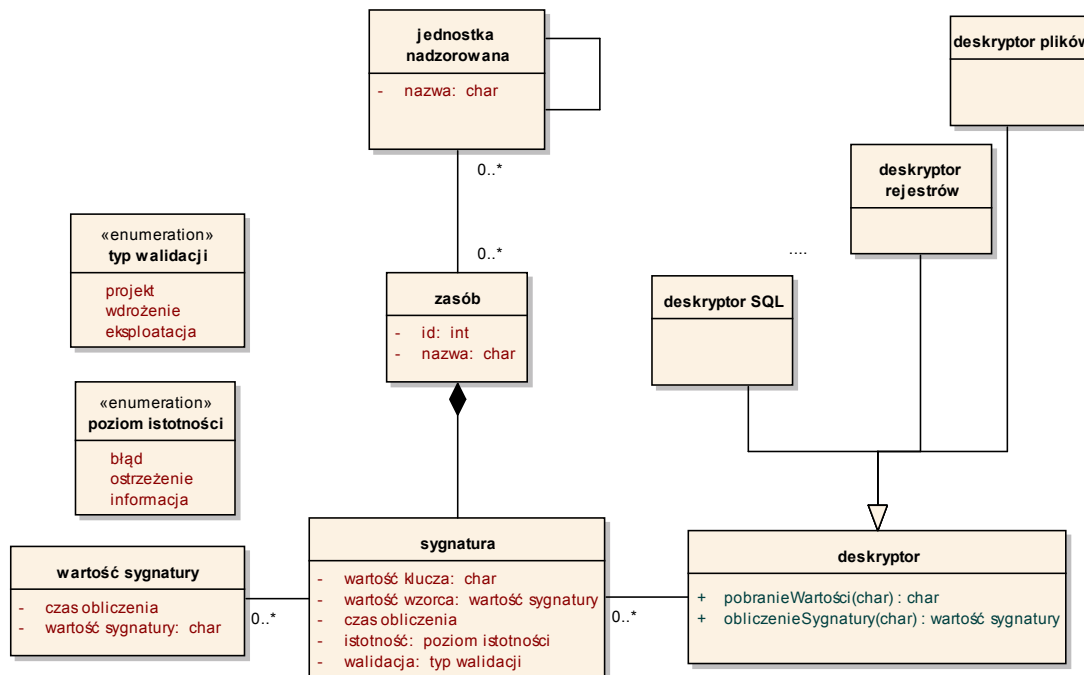 jednostka
nadzorowana
- nazwa: char
0..*
0..*
deskryptor plików
deskryptor
rejestrów
....
deskryptor SQL
«enumeration»
typ walidacji
projekt
wdrożenie
eksploatacja
zasób
- id: int
- nazwa: char
«enumeration»
poziom istotności
błąd
ostrzeżenie
informacja
wartość sygnatury
- czas obliczenia
- wartość sygnatury: char
0..*
sygnatura
- wartość klucza: char
- wartość wzorca: wartość sygnatury
- czas obliczenia
- istotność: poziom istotności
- walidacja: typ walidacji
0..*
deskryptor
+ pobranieWartości(char) : char
+ obliczenieSygnatury(char) : wartość sygnatury